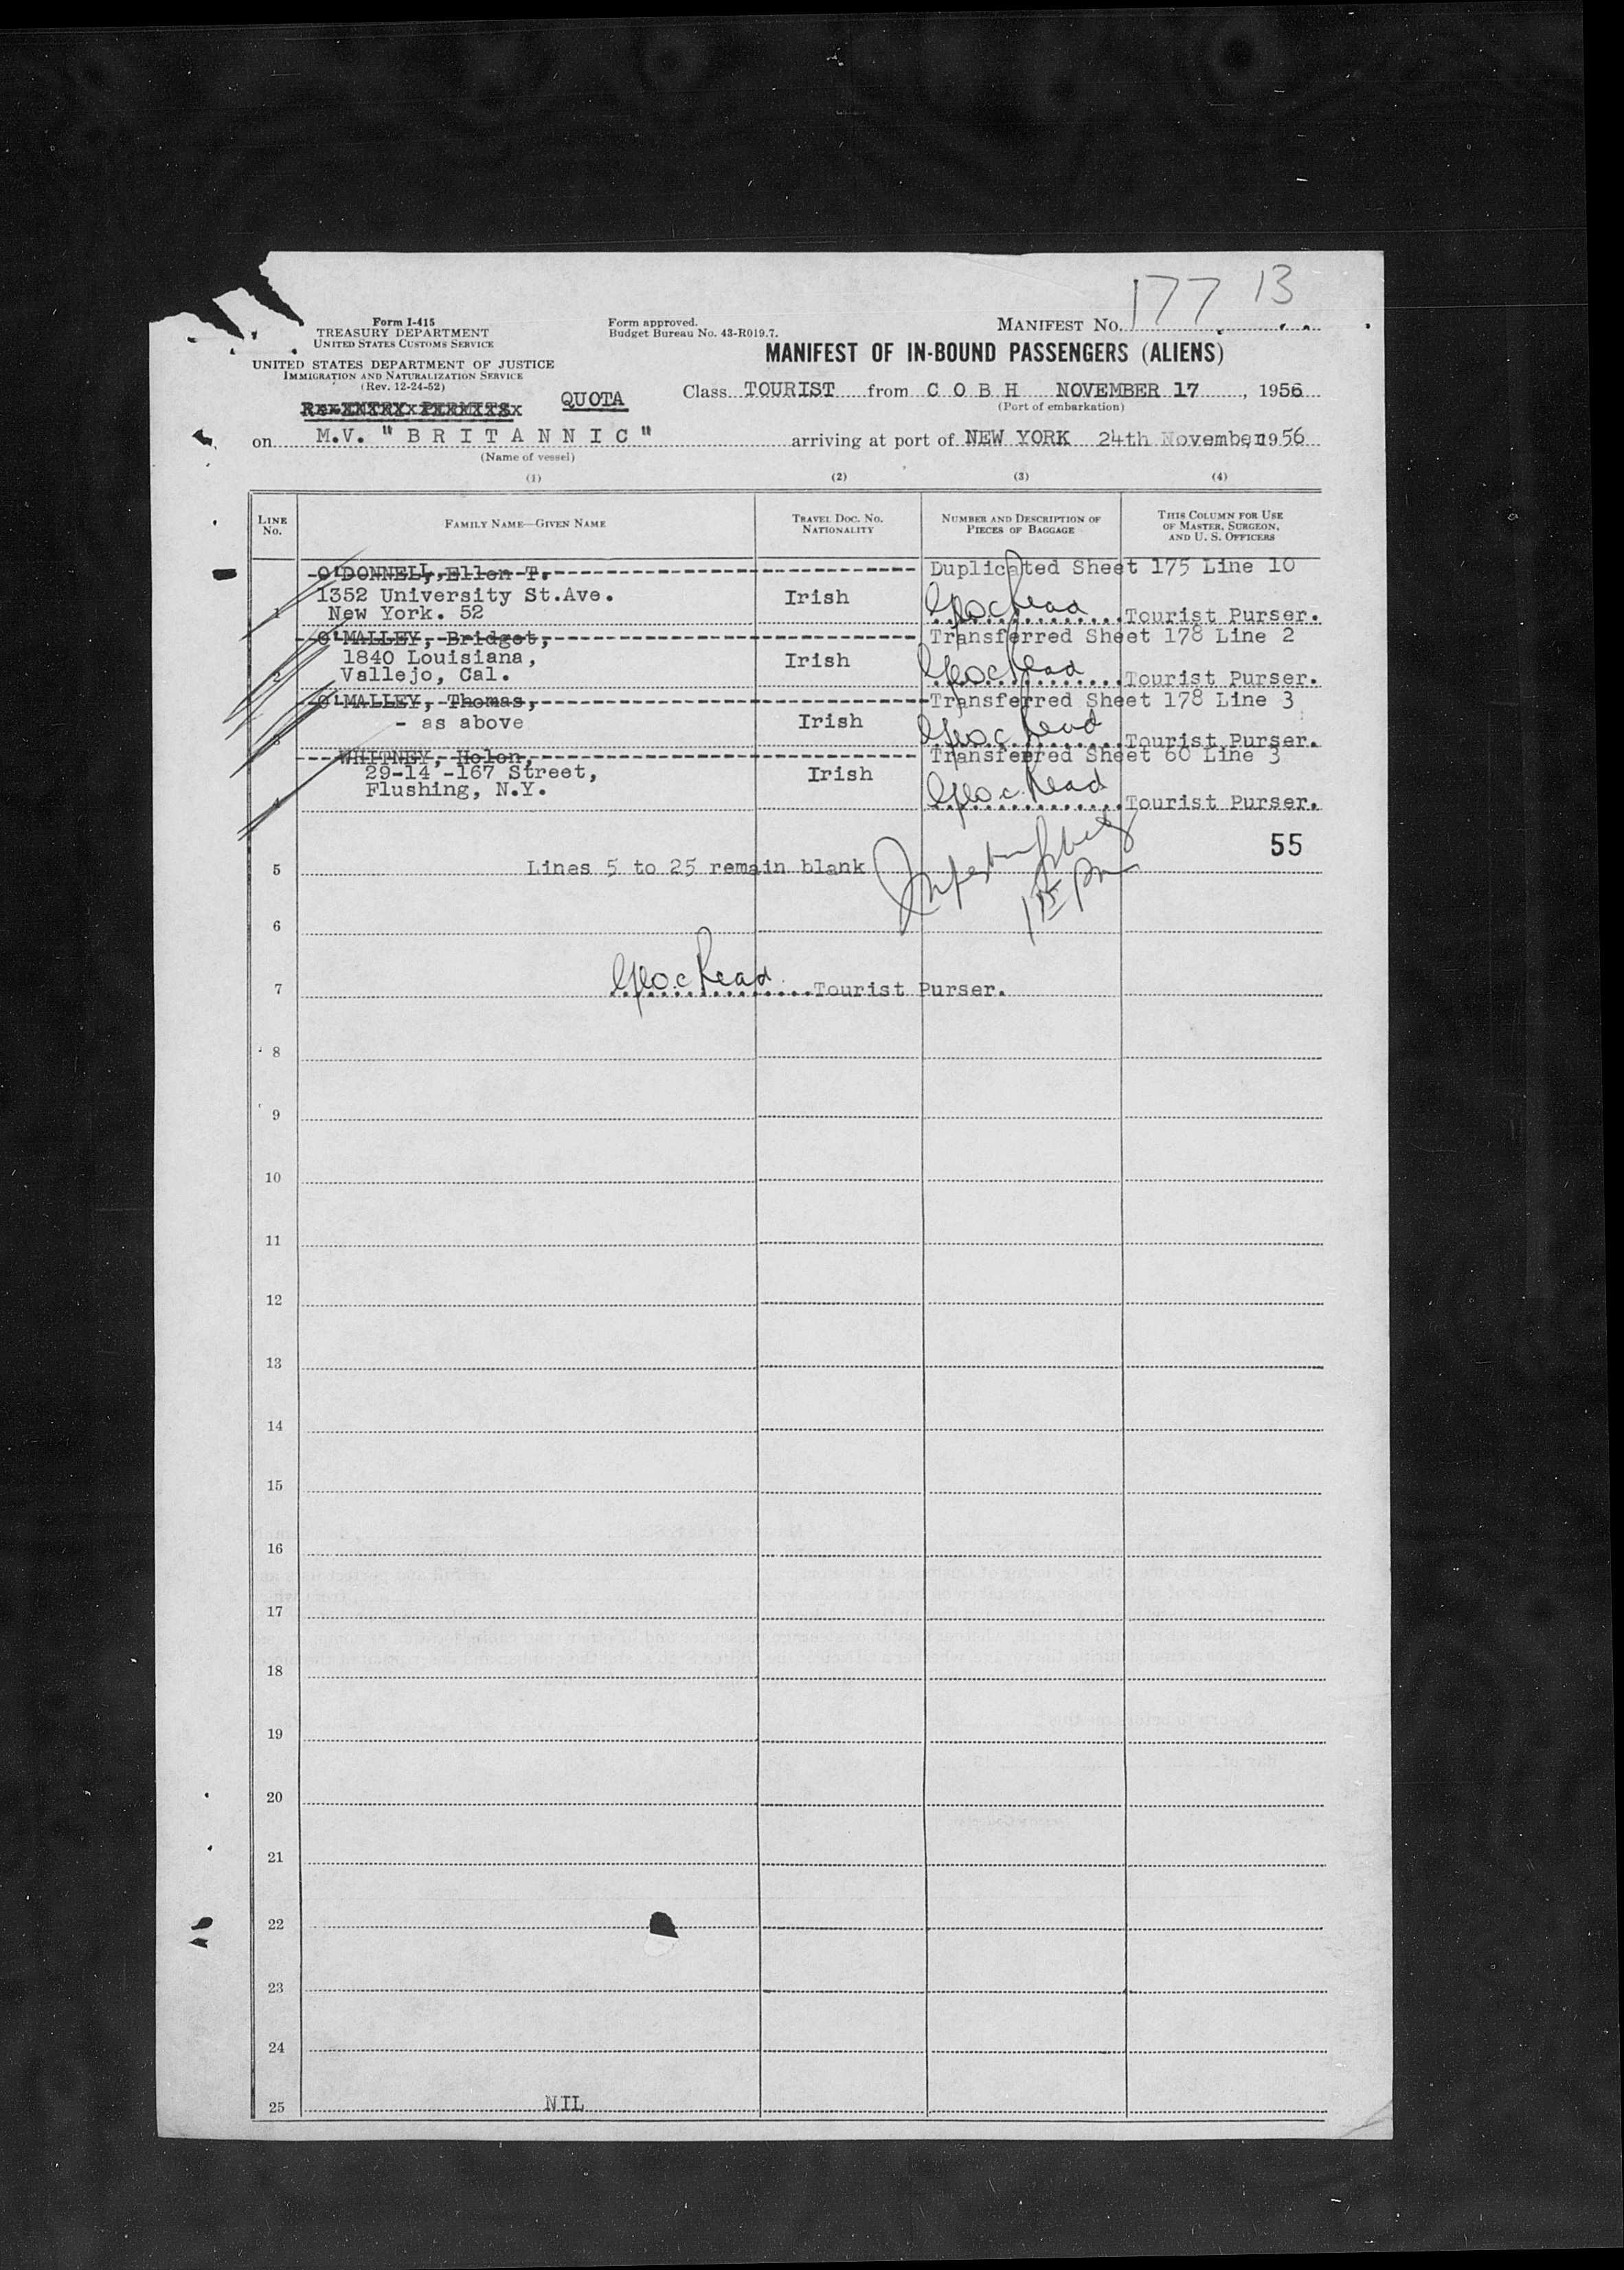 177 13
Form I-415
TREASURY DEPARTMENT
UNITED STATES CUSTOMS SERVICE
UNITED STATES DEPARTMENT OF JUSTICE
IMMIGRATION AND NATURALIZATION SERVICE
(Rev. 12-24-52)
Form approved.
Budget Bureau No. 43-R019.7.
MANIFEST NO.
MANIFEST OF IN-BOUND PASSENGERS (ALIENS)
RE-ENTRY PERMITS QUOTA
Class TOURIST from C O B H NOVEMBER 17, 1956
(Port of embarkation)
on M.V. "B R I T A N N I C" arriving at port of NEW YORK 24th November, 1956
(Name of vessel)
(1) (2) (3) (4)
LINE No. FAMILY NAME—GIVEN NAME TRAVEL DOC. NO. NATIONALITY NUMBER AND DESCRIPTION OF PIECES OF BAGGAGE THIS COLUMN FOR USE OF MASTER, SURGEON, AND U. S. OFFICERS
O'DONNELL, Ellen T. Duplicated Sheet 175 Line 10
1352 University St.Ave. Irish
1 New York. 52 Tourist Purser.
O'MALLEY, Bridget, Transferred Sheet 178 Line 2
1840 Louisiana, Irish
2 Vallejo, Cal. Tourist Purser.
O'MALLEY, Thomas, Transferred Sheet 178 Line 3
- as above Irish
3 Tourist Purser.
WHITNEY, Helen, Transferred Sheet 60 Line 3
29-14 -167 Street, Irish
Flushing, N.Y.
4 Tourist Purser.
55
5 Lines 5 to 25 remain blank
6
7 Tourist Purser.
8
9
10
11
12
13
14
15
16
17
18
19
20
21
22
23
24
25 NIL